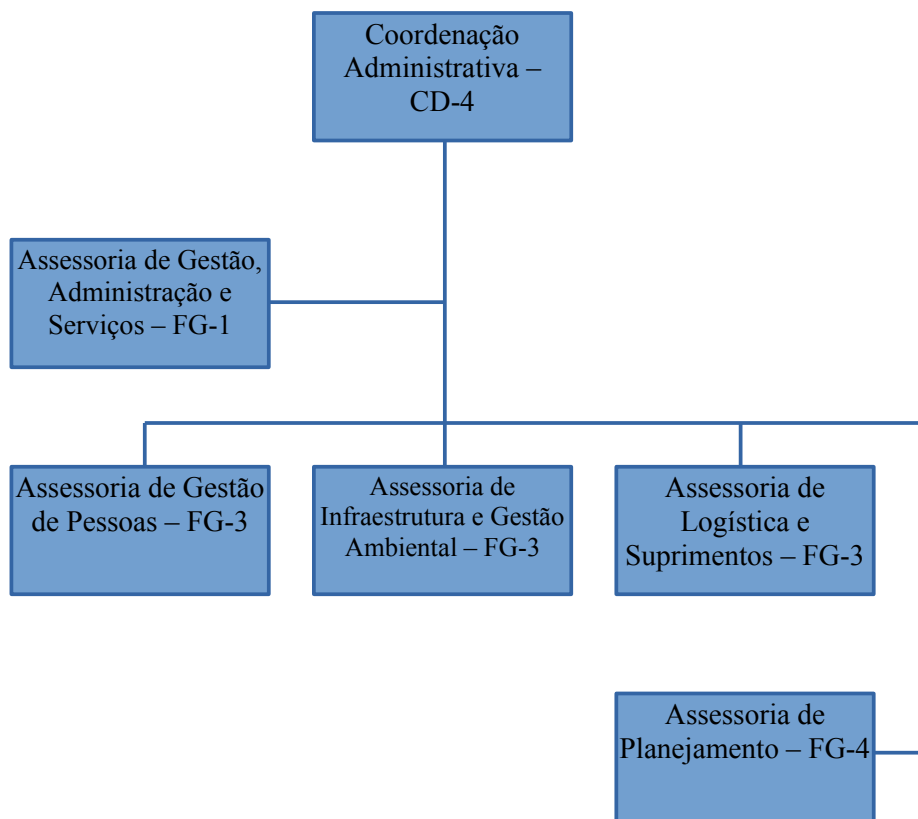 Coordenação
Administrativa –
CD-4
Assessoria de Gestão,
Administração e
Serviços – FG-1
Assessoria de Gestão
de Pessoas – FG-3
Assessoria de
Infraestrutura e Gestão
Ambiental – FG-3
Assessoria de
Logística e
Suprimentos – FG-3
Assessoria de
Planejamento – FG-4